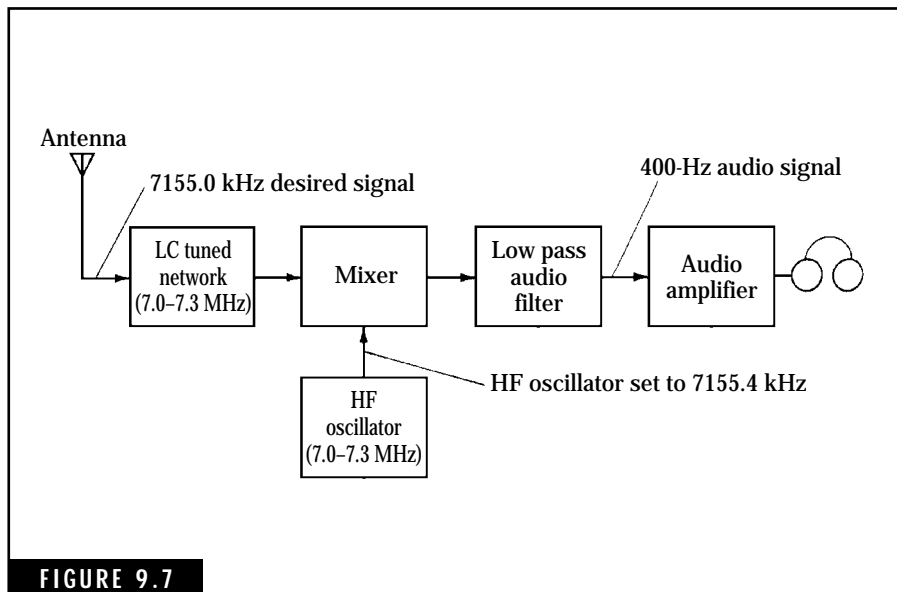 Antenna
7155.0 kHz desired signal
400-Hz audio signal
LC tuned
network
(7.0–7.3 MHz)
Mixer
Low pass
audio
filter
Audio
amplifier
HF oscillator set to 7155.4 kHz
HF
oscillator
(7.0–7.3 MHz)
FIGURE 9.7